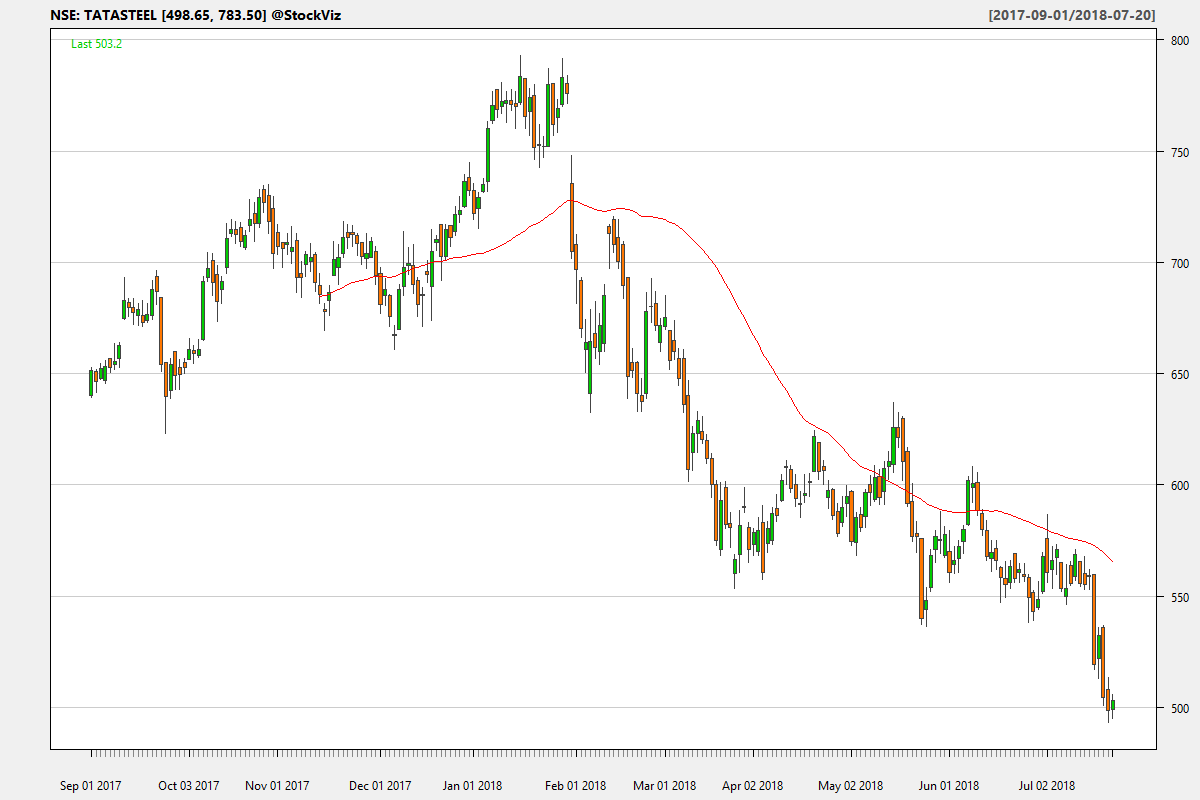 NSE: TATASTEEL [498.65, 783.50] @StockViz
[2017-09-01/2018-07-20]
Last 503.2
800
750
700
650
600
550
500
Sep 01 2017 Oct 03 2017 Nov 01 2017 Dec 01 2017 Jan 01 2018 Feb 01 2018 Mar 01 2018 Apr 02 2018 May 02 2018 Jun 01 2018 Jul 02 2018